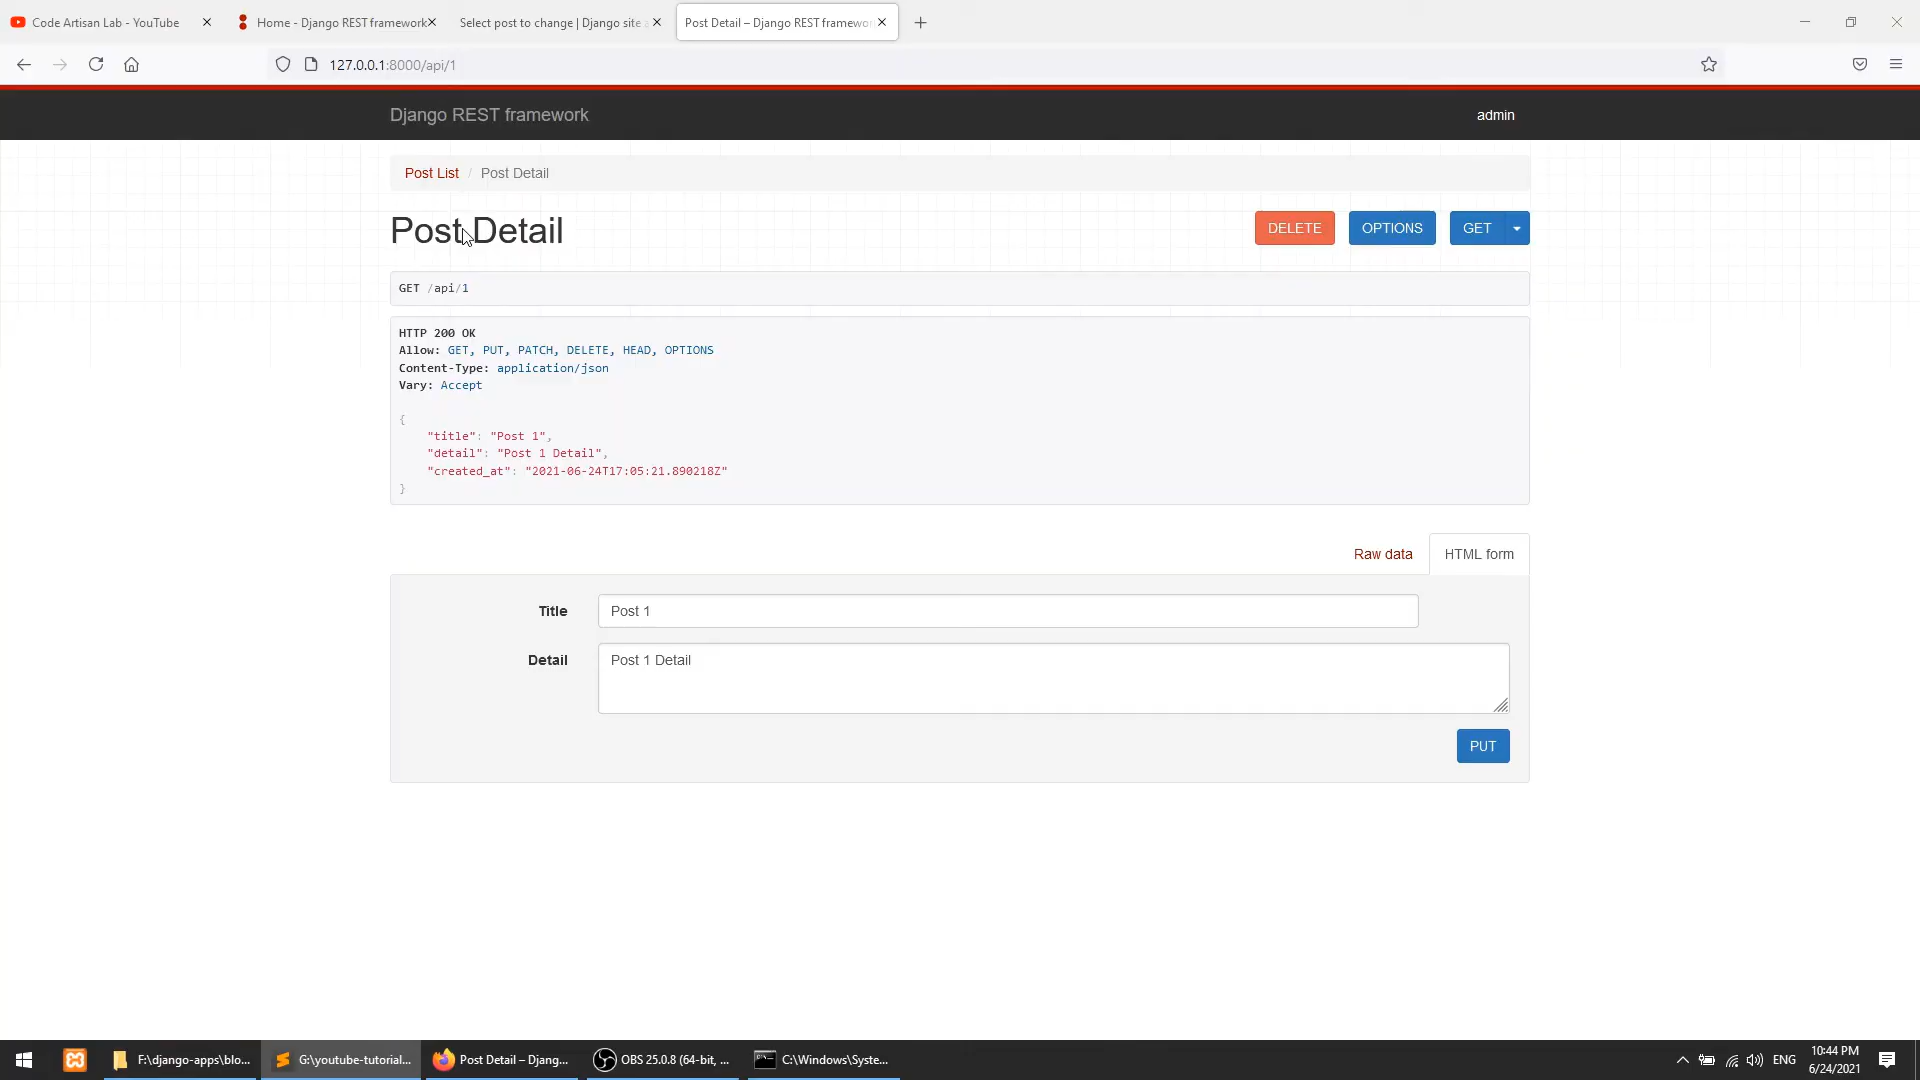 Code Artisan Lab - YouTube
Home - Django REST framework
Select post to change | Django site a
Post Detail – Django REST framewor
127.0.0.1:8000/api/1
Django REST framework
admin
Post List / Post Detail
Post Detail
DELETE
OPTIONS
GET
GET /api/1
HTTP 200 OK
Allow: GET, PUT, PATCH, DELETE, HEAD, OPTIONS
Content-Type: application/json
Vary: Accept
{
"title": "Post 1",
"detail": "Post 1 Detail",
"created_at": "2021-06-24T17:05:21.890218Z"
}
Raw data
HTML form
Title
Post 1
Detail
Post 1 Detail
PUT
F:\django-apps\blo...
G:\youtube-tutorial...
Post Detail – Djang...
OBS 25.0.8 (64-bit, ...
C:\Windows\Syste...
ENG
10:44 PM
6/24/2021